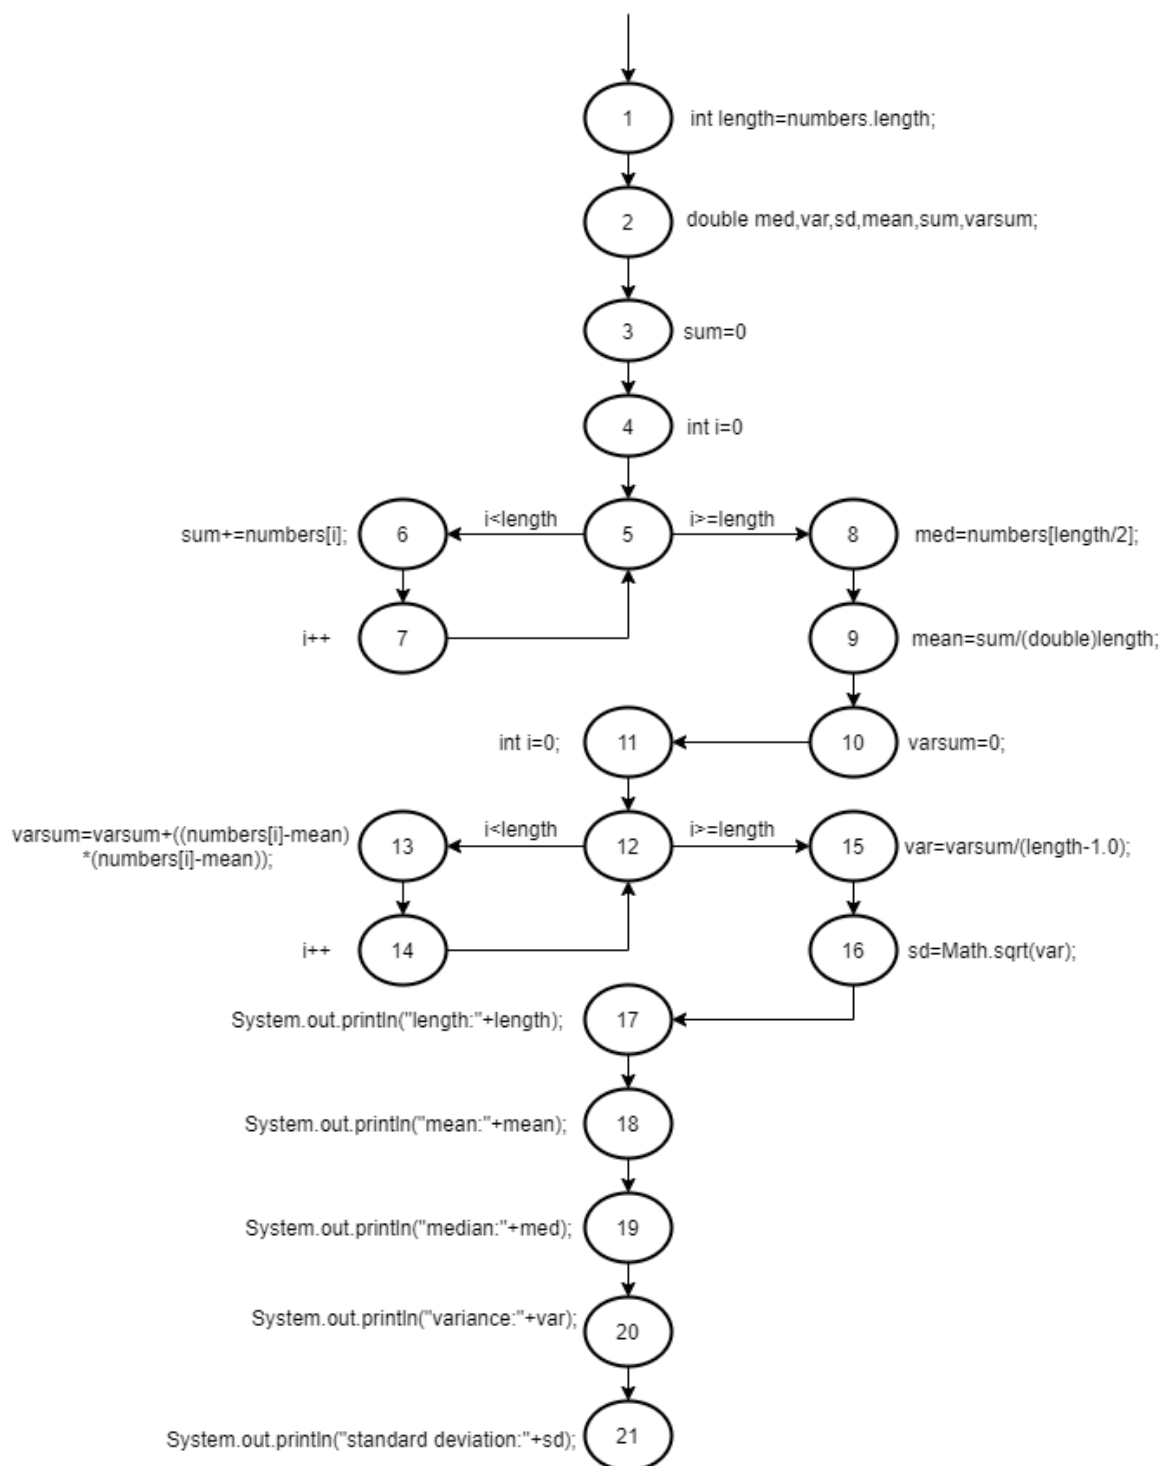 1
int length=numbers.length;
2
double med,var,sd,mean,sum,varsum;
3
sum=0
4
int i=0
sum+=numbers[i];
6
i<length
5
i>=length
8
med=numbers[length/2];
i++
7
9
mean=sum/(double)length;
int i=0;
11
10
varsum=0;
varsum=varsum+((numbers[i]-mean)
*(numbers[i]-mean));
13
i<length
12
i>=length
15
var=varsum/(length-1.0);
i++
14
16
sd=Math.sqrt(var);
System.out.println("length:"+length);
17
System.out.println("mean:"+mean);
18
System.out.println("median:"+med);
19
System.out.println("variance:"+var);
20
System.out.println("standard deviation:"+sd);
21